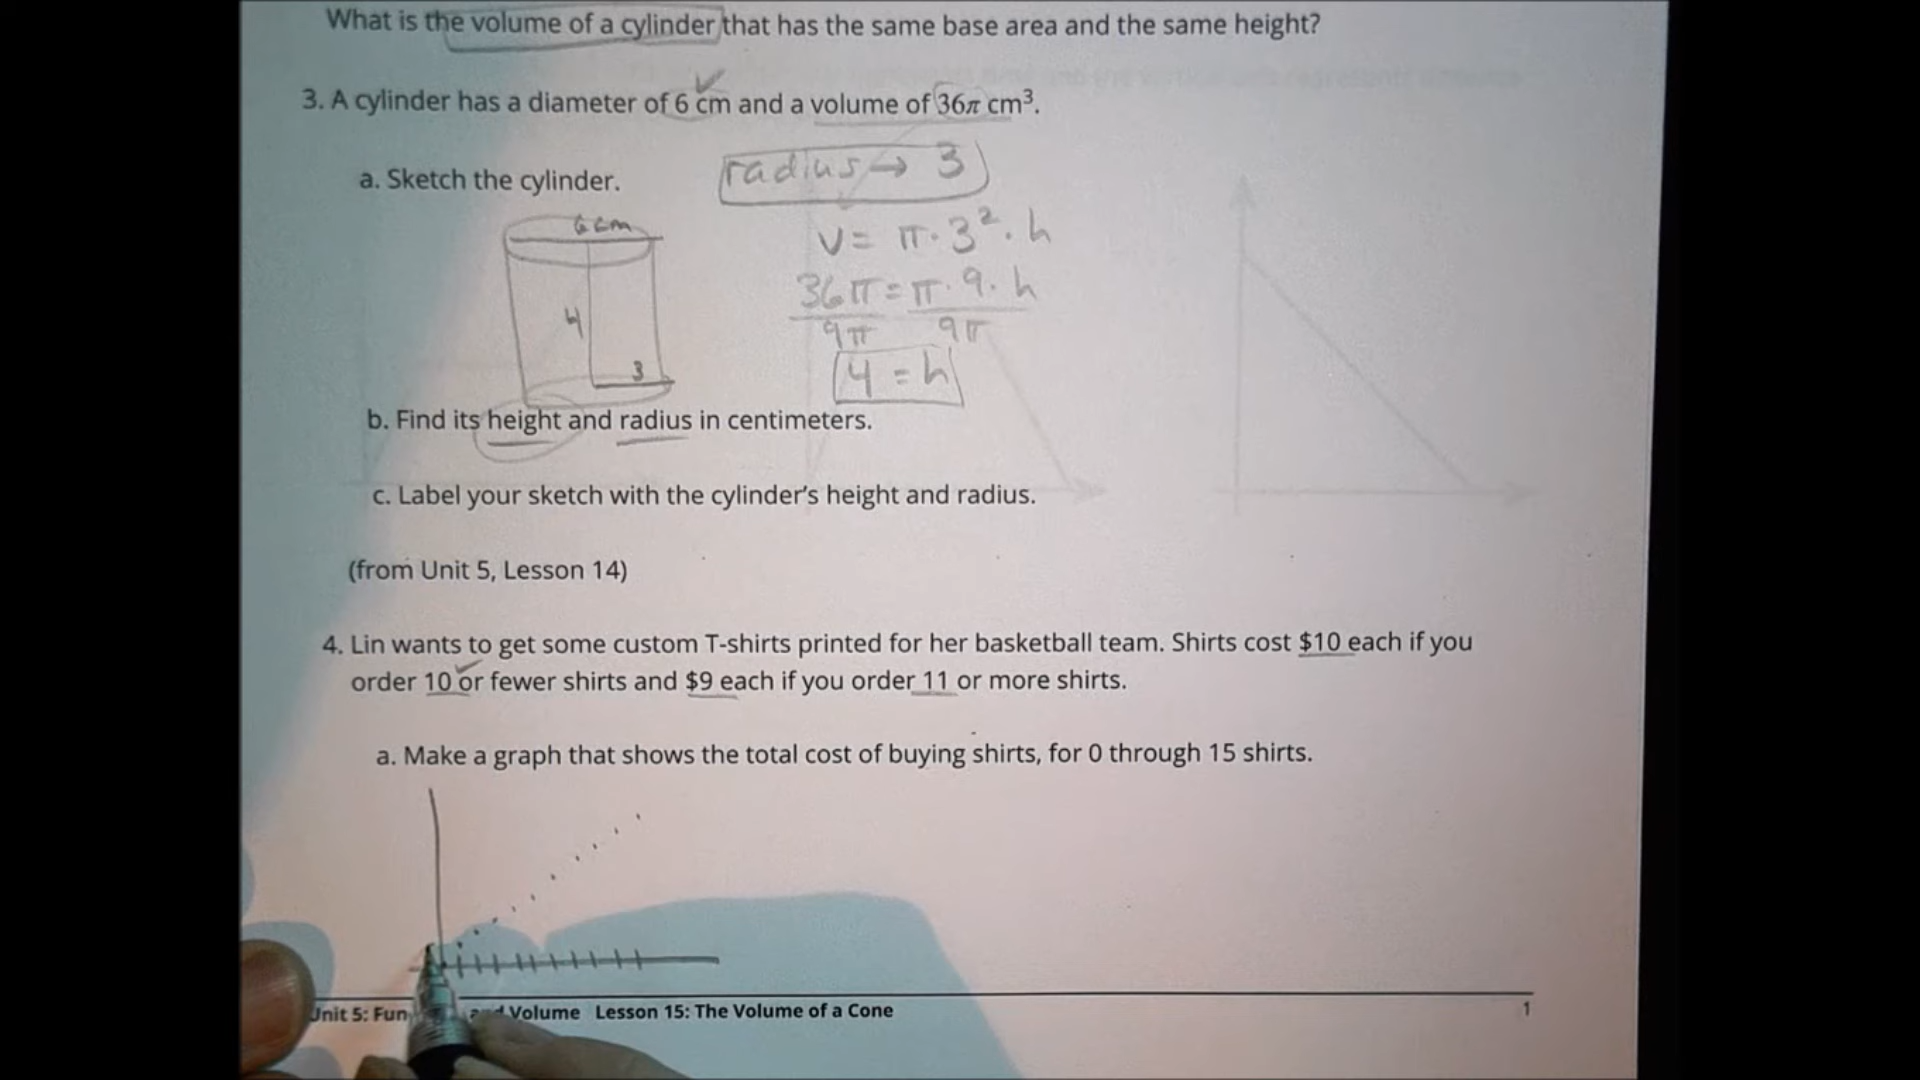 What is the volume of a cylinder that has the same base area and the same height?
3. A cylinder has a diameter of 6 cm and a volume of 36π cm³.
a. Sketch the cylinder.
radius → 3
6 cm
V = π · 3² · h
36π = π · 9 · h
9π 9π
4
4 = h
3
b. Find its height and radius in centimeters.
c. Label your sketch with the cylinder's height and radius.
(from Unit 5, Lesson 14)
4. Lin wants to get some custom T-shirts printed for her basketball team. Shirts cost $10 each if you
order 10 or fewer shirts and $9 each if you order 11 or more shirts.
a. Make a graph that shows the total cost of buying shirts, for 0 through 15 shirts.
Unit 5: Volume Lesson 15: The Volume of a Cone
1